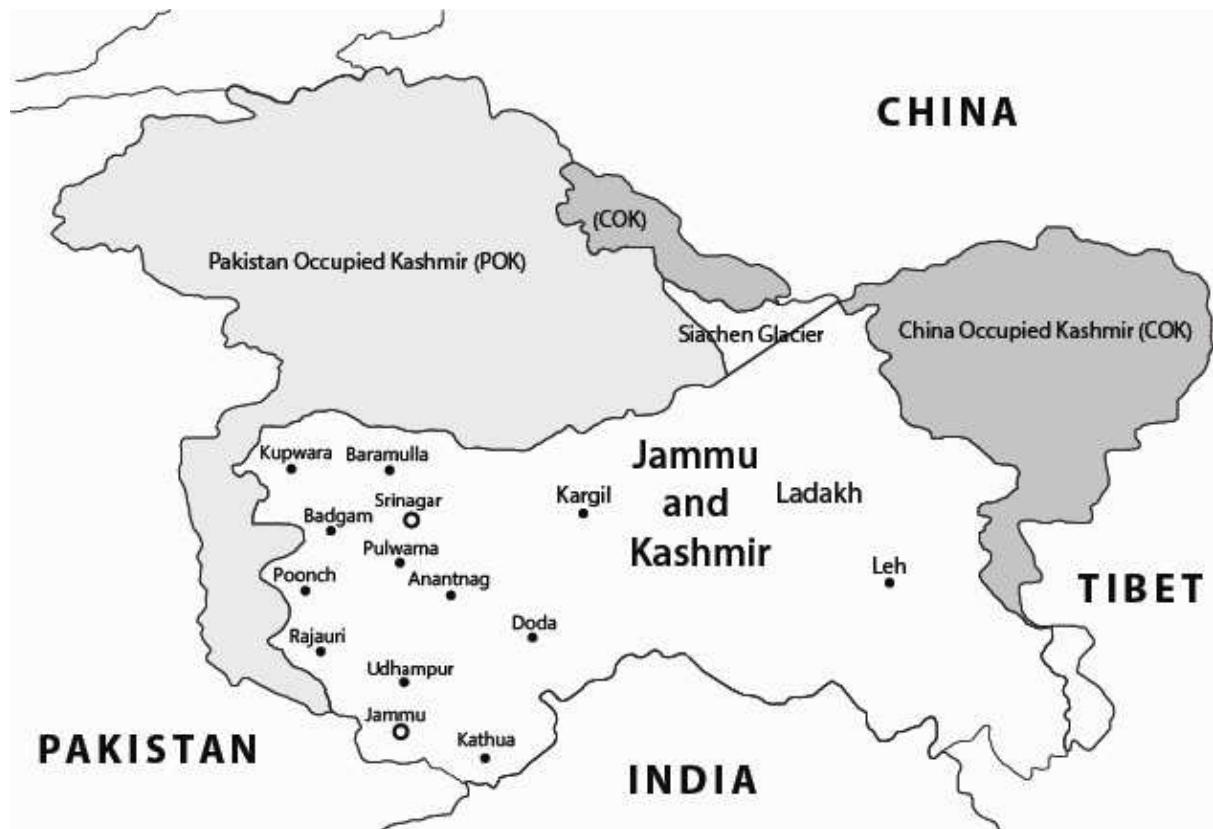 CHINA
(COK)
Pakistan Occupied Kashmir (POK)
Siachen Glacier
China Occupied Kashmir (COK)
Kupwara
Baramulla
Jammu
and
Kashmir
Srinagar
Kargil
Ladakh
Badgam
Pulwama
Anantnag
Poonch
Leh
TIBET
Doda
Rajauri
Udhampur
Jammu
Kathua
PAKISTAN
INDIA